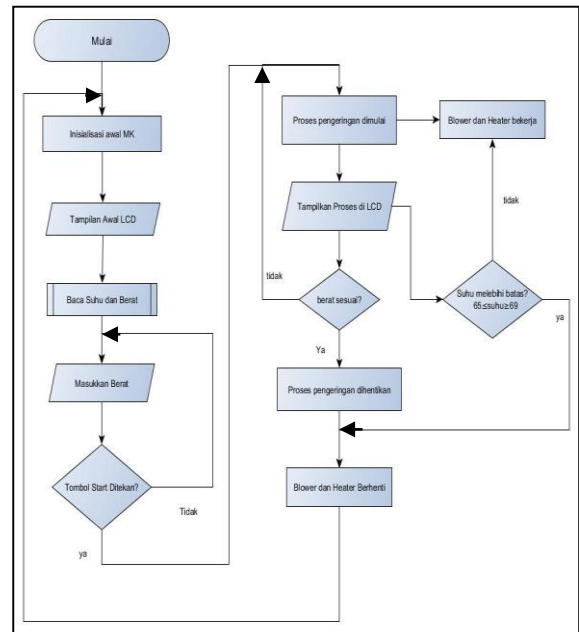 Mulai
Inisialisasi awal MK
Tampilan Awal LCD
Baca Suhu dan Berat
Masukkan Berat
Tombol Start Ditekan?
Tidak
ya
Proses pengeringan dimulai
Blower dan Heater bekerja
Tampilkan Proses di LCD
tidak
tidak
berat sesuai?
Suhu melebihi batas?
65≤suhu≥69
ya
Ya
Proses pengeringan dihentikan
Blower dan Heater Berhenti